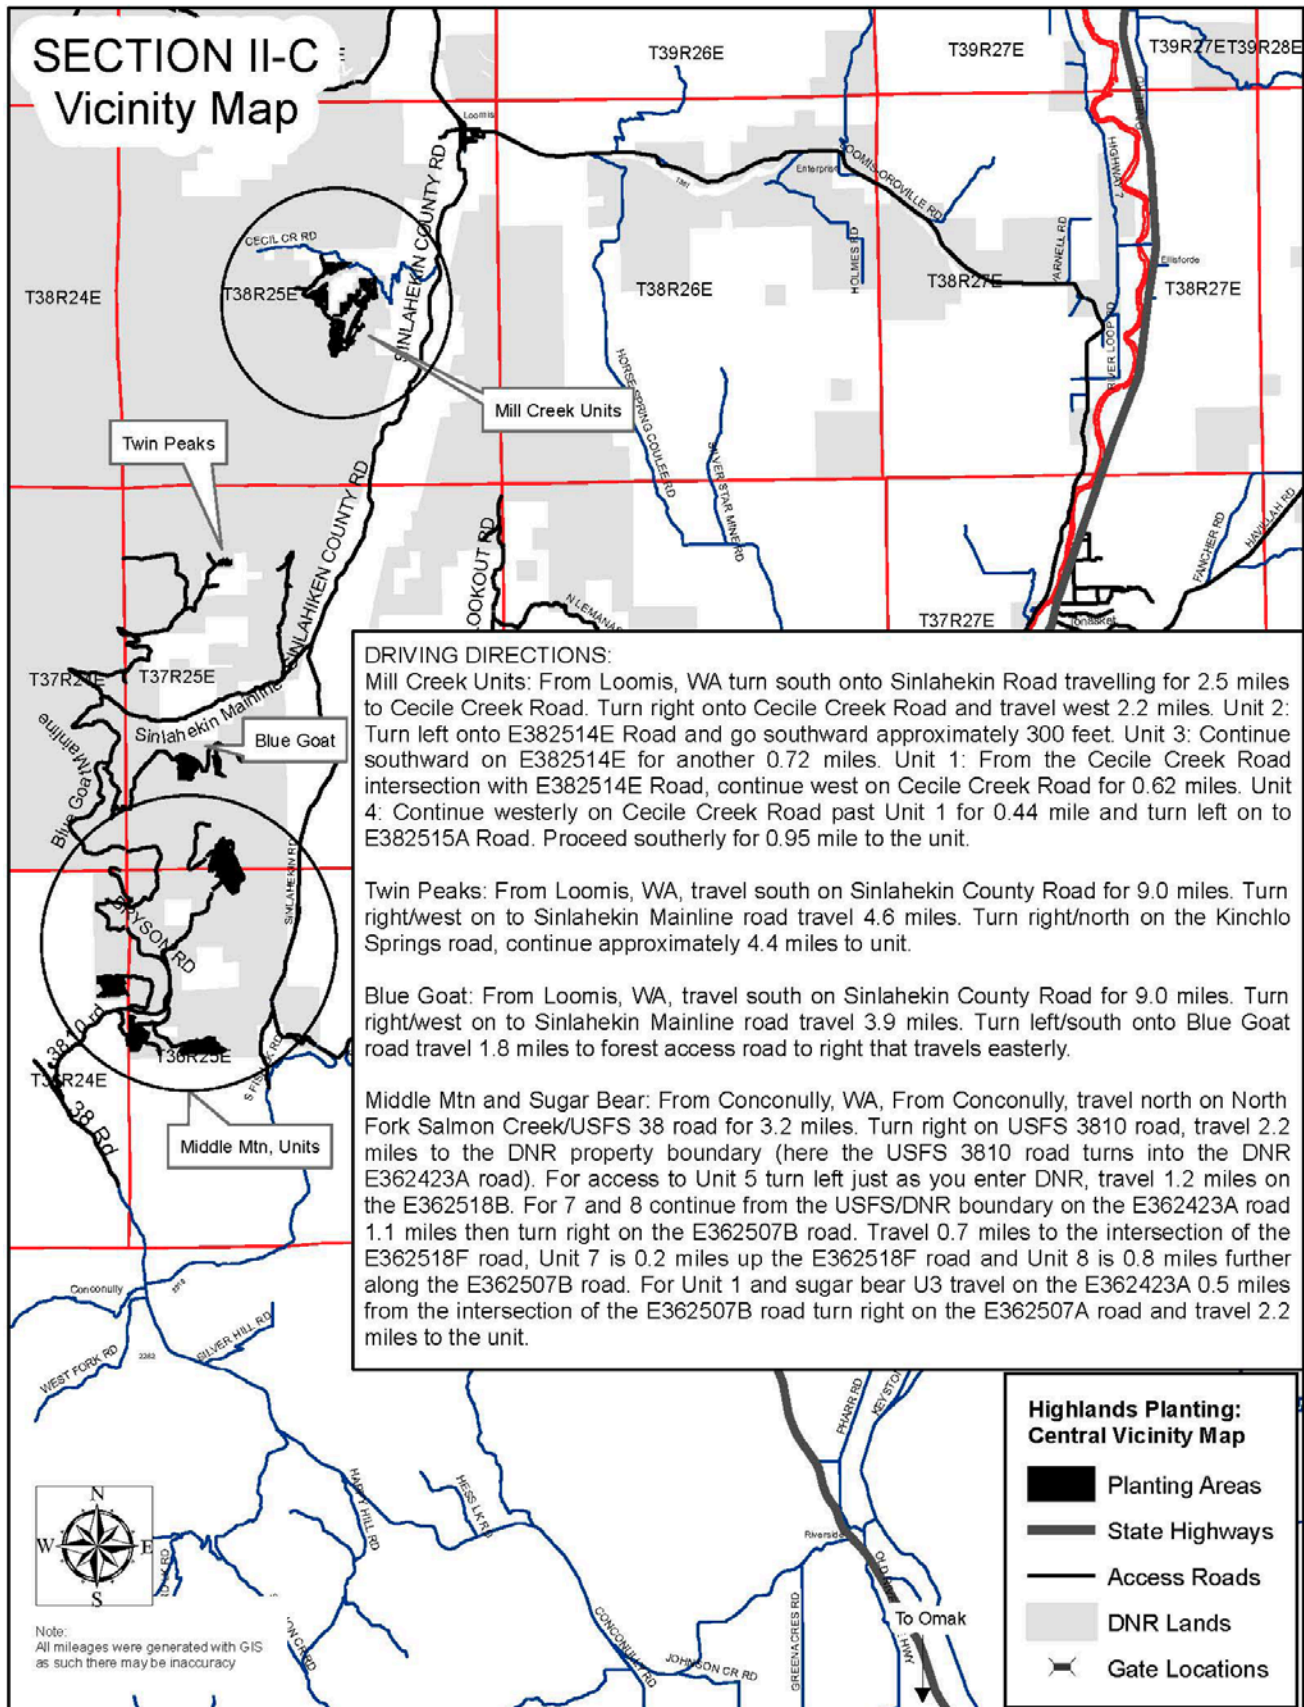 SECTION II-C
Vicinity Map
T39R26E
T39R27E
T39R27E
T39R28E
Loomis
LOOMIS-OROVILLE RD
Enterprise
HIGHWAY 7
CECIL CR RD
SINLAHEKIN COUNTY RD
HOLMES RD
YARNELL RD
Ellisforde
T38R24E
T38R25E
T38R26E
T38R27E
T38R27E
RIVER LOOP RD
HORSE SPRING COULEE RD
SILVER STAR MINE RD
Mill Creek Units
Twin Peaks
SINLAHIKEN COUNTY RD
LOOKOUT RD
FANCHER RD
HAVILLAH RD
N LEMANAS
T37R27E
Tonasket
T37R24E
T37R25E
Sinlahekin Mainline
Blue Goat Mainline
Blue Goat
SINLAHEKIN RD
BRYSON RD
3810 rd
T36R25E
T36R24E
38 Rd
Middle Mtn, Units
DRIVING DIRECTIONS:
Mill Creek Units: From Loomis, WA turn south onto Sinlahekin Road travelling for 2.5 miles
to Cecile Creek Road. Turn right onto Cecile Creek Road and travel west 2.2 miles. Unit 2:
Turn left onto E382514E Road and go southward approximately 300 feet. Unit 3: Continue
southward on E382514E for another 0.72 miles. Unit 1: From the Cecile Creek Road
intersection with E382514E Road, continue west on Cecile Creek Road for 0.62 miles. Unit
4: Continue westerly on Cecile Creek Road past Unit 1 for 0.44 mile and turn left on to
E382515A Road. Proceed southerly for 0.95 mile to the unit.
Twin Peaks: From Loomis, WA, travel south on Sinlahekin County Road for 9.0 miles. Turn
right/west on to Sinlahekin Mainline road travel 4.6 miles. Turn right/north on the Kinchlo
Springs road, continue approximately 4.4 miles to unit.
Blue Goat: From Loomis, WA, travel south on Sinlahekin County Road for 9.0 miles. Turn
right/west on to Sinlahekin Mainline road travel 3.9 miles. Turn left/south onto Blue Goat
road travel 1.8 miles to forest access road to right that travels easterly.
Middle Mtn and Sugar Bear: From Conconully, WA, From Conconully, travel north on North
Fork Salmon Creek/USFS 38 road for 3.2 miles. Turn right on USFS 3810 road, travel 2.2
miles to the DNR property boundary (here the USFS 3810 road turns into the DNR
E362423A road). For access to Unit 5 turn left just as you enter DNR, travel 1.2 miles on
the E362518B. For 7 and 8 continue from the USFS/DNR boundary on the E362423A road
1.1 miles then turn right on the E362507B road. Travel 0.7 miles to the intersection of the
E362518F road, Unit 7 is 0.2 miles up the E362518F road and Unit 8 is 0.8 miles further
along the E362507B road. For Unit 1 and sugar bear U3 travel on the E362423A 0.5 miles
from the intersection of the E362507B road turn right on the E362507A road and travel 2.2
miles to the unit.
Conconully
WEST FORK RD
2282
SILVER HILL RD
HAPPY HILL RD
HESS LK RD
CONCONULLY RD
JOHNSON CR RD
GREENACRES RD
Riverside
PHARR RD
HWY
To Omak
N
W
E
S
Note:
All mileages were generated with GIS
as such there may be inaccuracy
Highlands Planting:
Central Vicinity Map
Planting Areas
State Highways
Access Roads
DNR Lands
Gate Locations